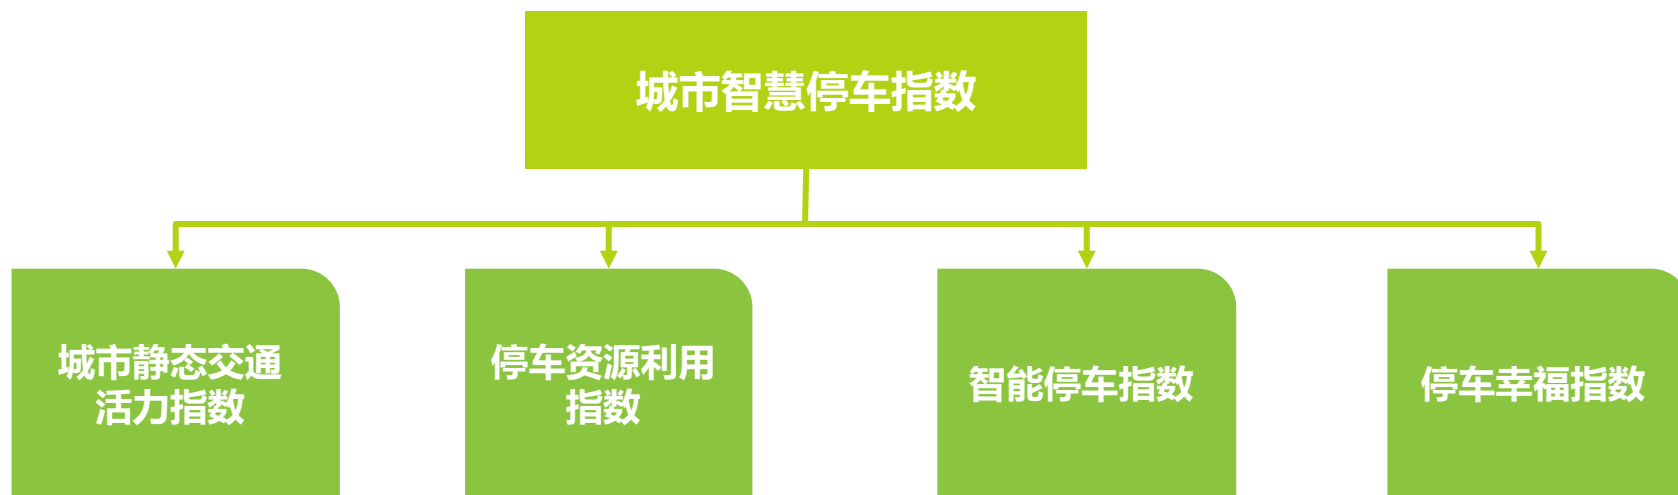 城市智慧停车指数
城市静态交通
活力指数
停车资源利用
指数
智能停车指数
停车幸福指数